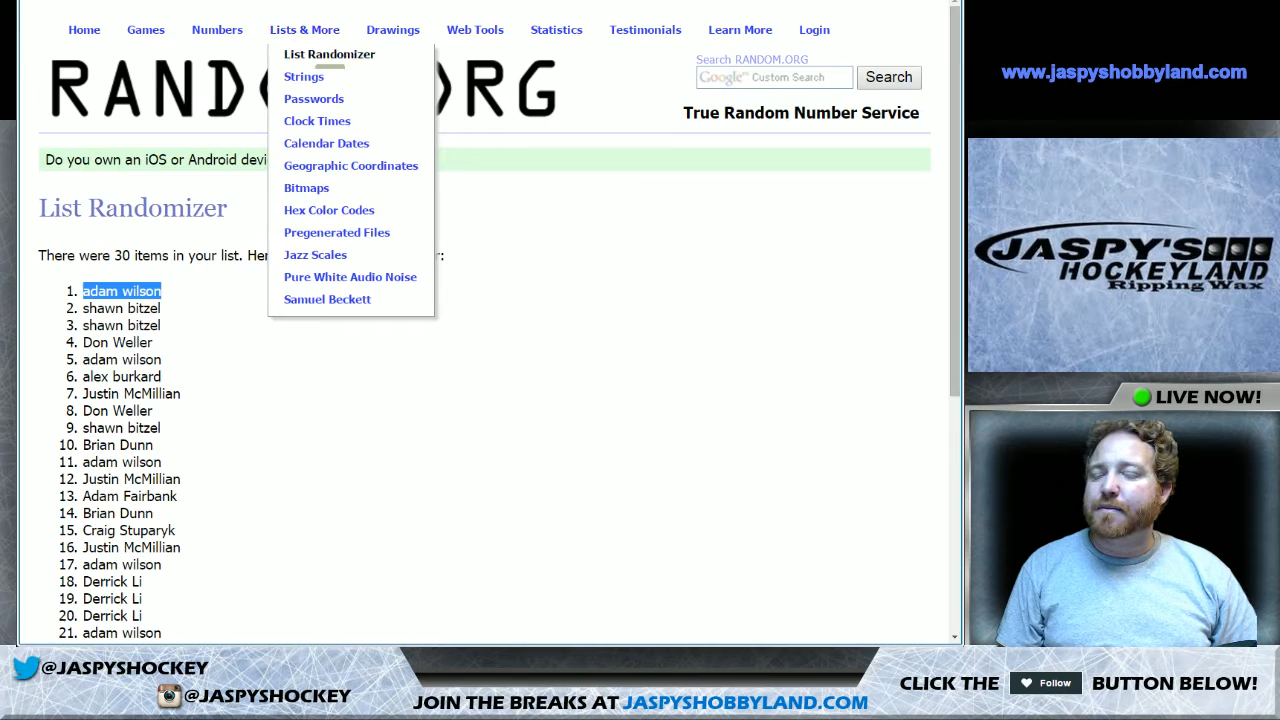 Home Games Numbers Lists & More Drawings Web Tools Statistics Testimonials Learn More Login
List Randomizer
Strings
Passwords
Clock Times
Calendar Dates
Geographic Coordinates
Bitmaps
Hex Color Codes
Pregenerated Files
Jazz Scales
Pure White Audio Noise
Samuel Beckett
Search RANDOM.ORG
Google™ Custom Search Search
True Random Number Service
Do you own an iOS or Android
List Randomizer
There were 30 items in your list.
1. adam wilson
2. shawn bitzel
3. shawn bitzel
4. Don Weller
5. adam wilson
6. alex burkard
7. Justin McMillian
8. Don Weller
9. shawn bitzel
10. Brian Dunn
11. adam wilson
12. Justin McMillian
13. Adam Fairbank
14. Brian Dunn
15. Craig Stuparyk
16. Justin McMillian
17. adam wilson
18. Derrick Li
19. Derrick Li
20. Derrick Li
21. adam wilson
www.jaspyshobbyland.com
JASPY'S
HOCKEYLAND
Ripping Wax
LIVE NOW!
@JASPYSHOCKEY
@JASPYSHOCKEY
JOIN THE BREAKS AT JASPYSHOBBYLAND.COM
CLICK THE Follow BUTTON BELOW!